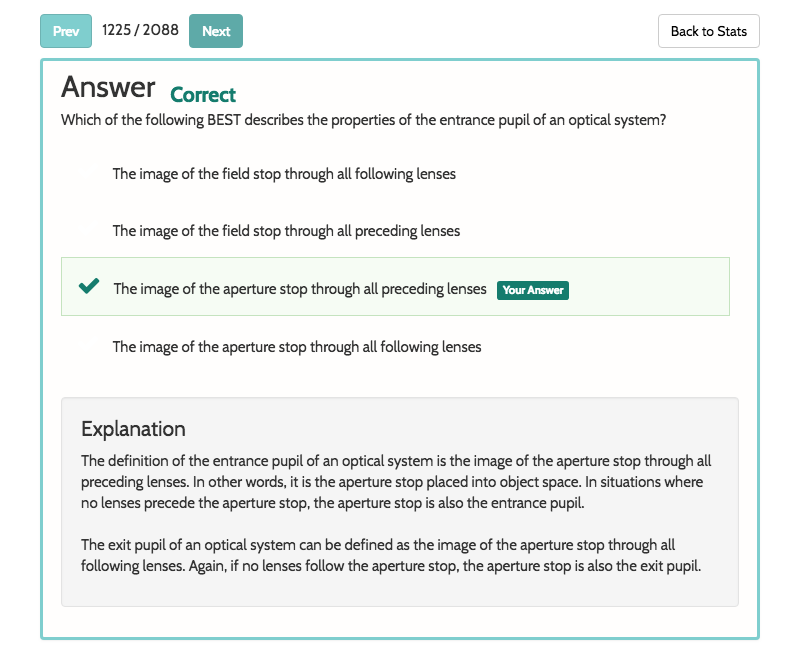 Prev 1225 / 2088 Next Back to Stats
Answer Correct
Which of the following BEST describes the properties of the entrance pupil of an optical system?
The image of the field stop through all following lenses
The image of the field stop through all preceding lenses
The image of the aperture stop through all preceding lenses Your Answer
The image of the aperture stop through all following lenses
Explanation
The definition of the entrance pupil of an optical system is the image of the aperture stop through all
preceding lenses. In other words, it is the aperture stop placed into object space. In situations where
no lenses precede the aperture stop, the aperture stop is also the entrance pupil.
The exit pupil of an optical system can be defined as the image of the aperture stop through all
following lenses. Again, if no lenses follow the aperture stop, the aperture stop is also the exit pupil.